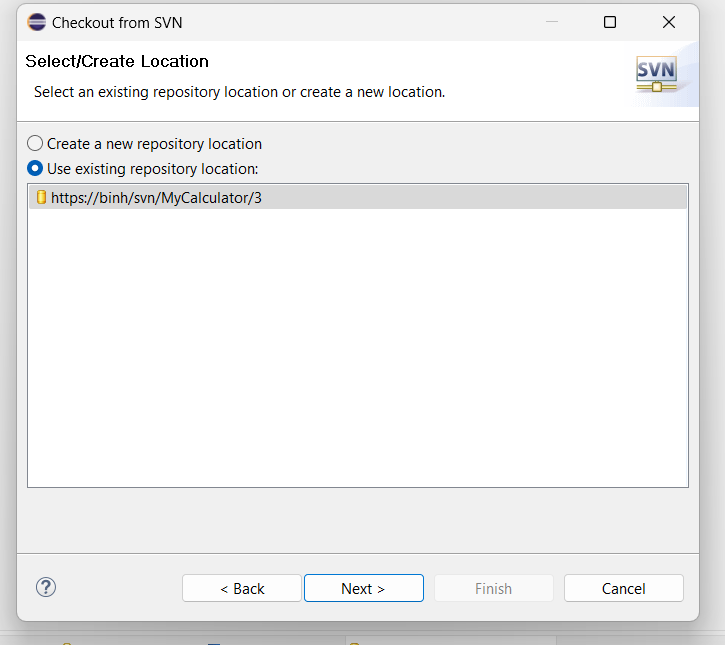 Checkout from SVN
Select/Create Location
Select an existing repository location or create a new location.
SVN
Create a new repository location
Use existing repository location:
https://binh/svn/MyCalculator/3
?
< Back
Next >
Finish
Cancel